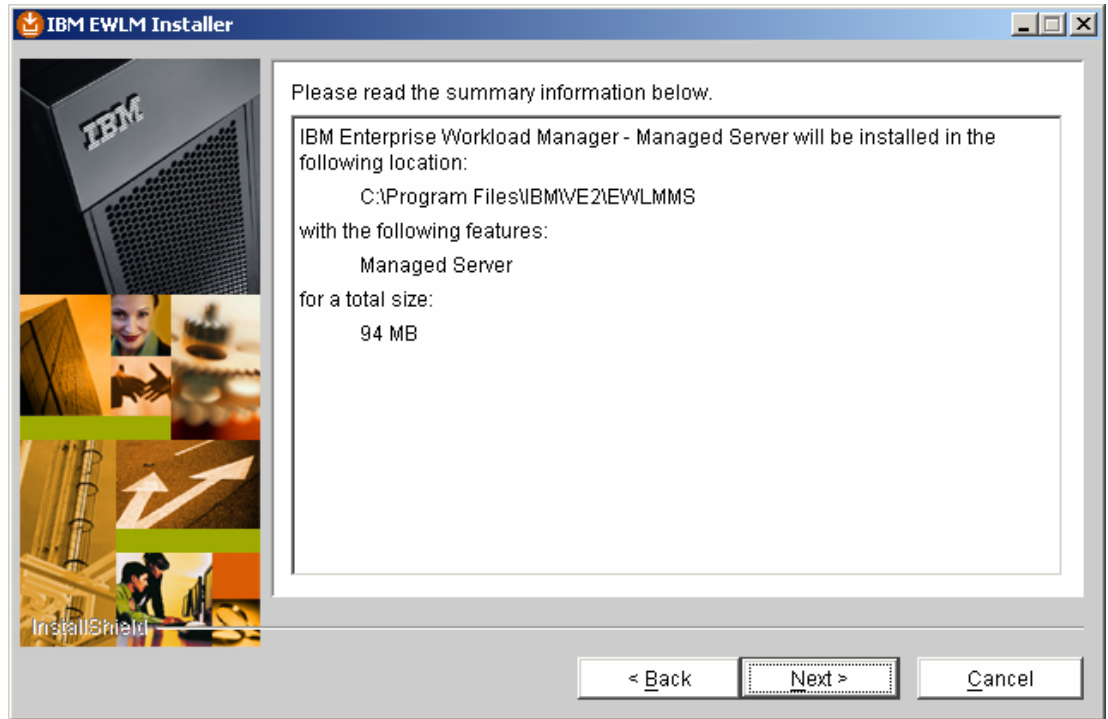 IBM EWLM Installer
IBM
Please read the summary information below.
IBM Enterprise Workload Manager - Managed Server will be installed in the
following location:
C:\Program Files\IBM\VE2\EWLMMS
with the following features:
Managed Server
for a total size:
94 MB
InstallShield
< Back
Next >
Cancel